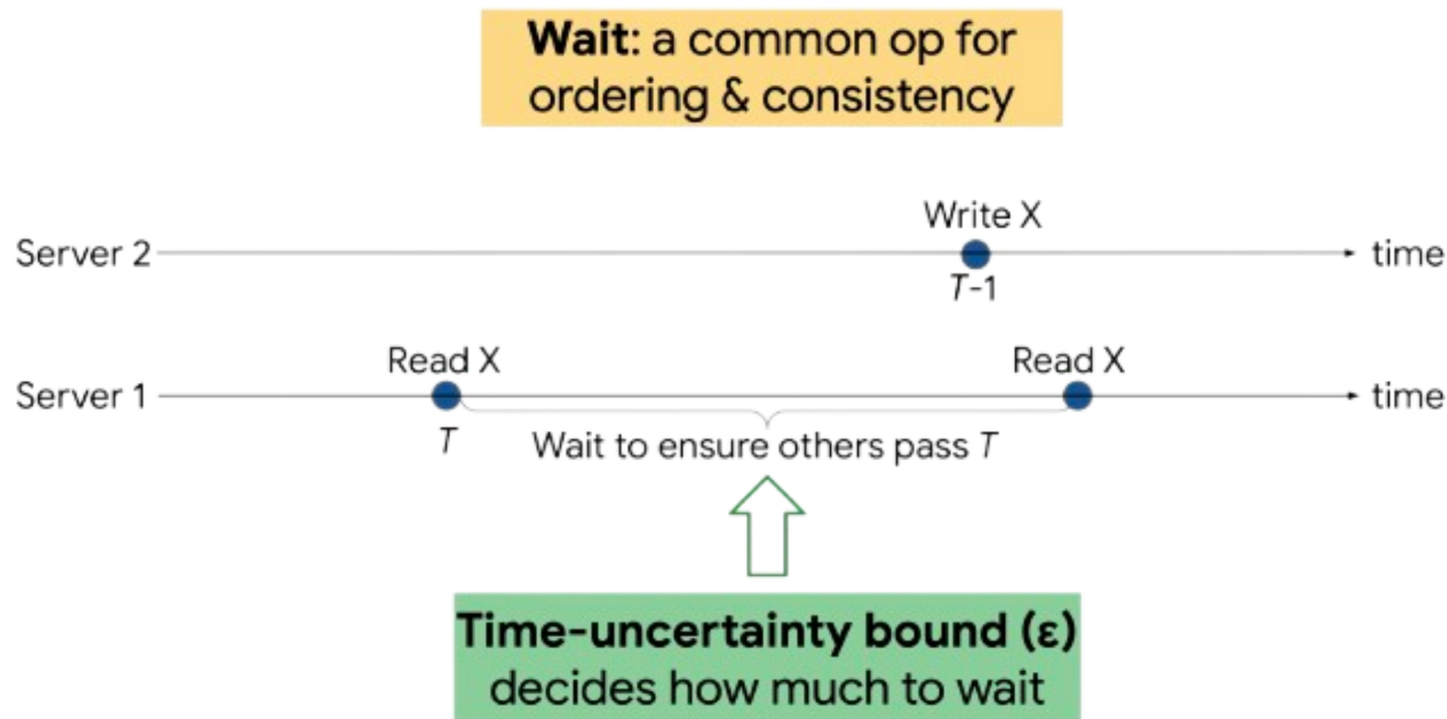 Wait: a common op for
ordering & consistency
Write X
Server 2
time
T-1
Read X
Read X
Server 1
time
T
Wait to ensure others pass T
Time-uncertainty bound (ε)
decides how much to wait